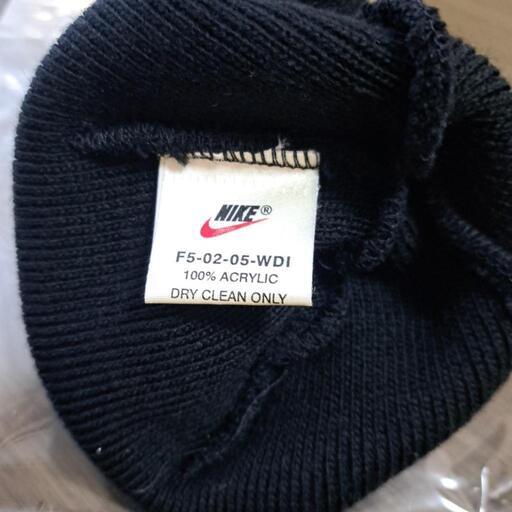 NIKE®
F5-02-05-WDI
100% ACRYLIC
DRY CLEAN ONLY